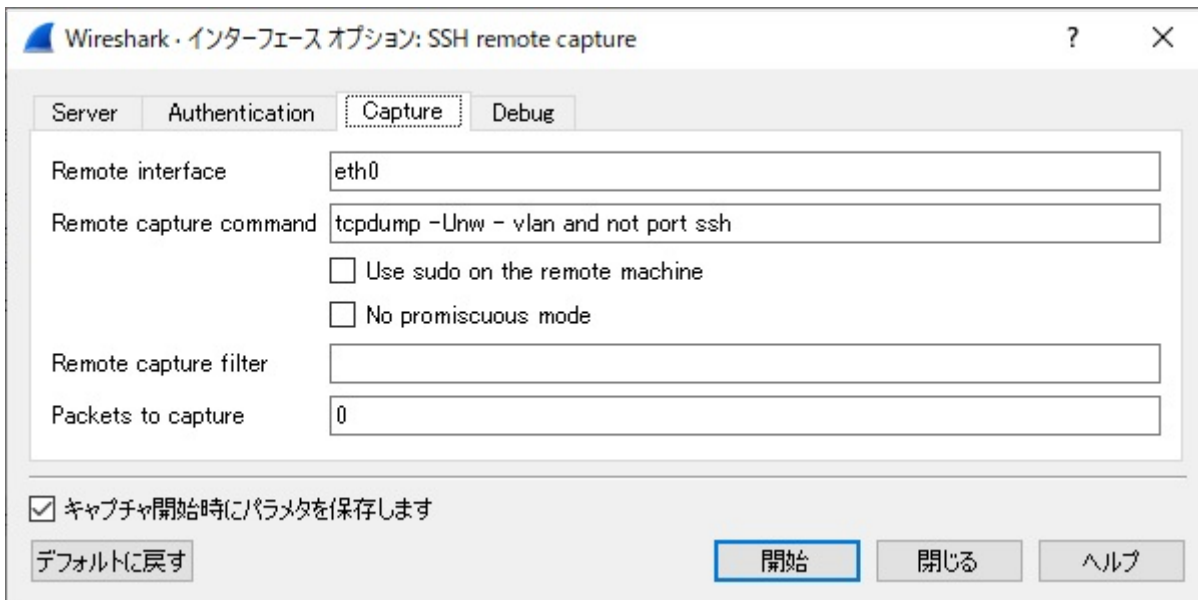 Wireshark · インターフェース オプション: SSH remote capture ? ×
Server Authentication Capture Debug
Remote interface eth0
Remote capture command tcpdump -Unw - vlan and not port ssh
Use sudo on the remote machine
No promiscuous mode
Remote capture filter
Packets to capture 0
キャプチャ開始時にパラメタを保存します
デフォルトに戻す 開始 閉じる ヘルプ